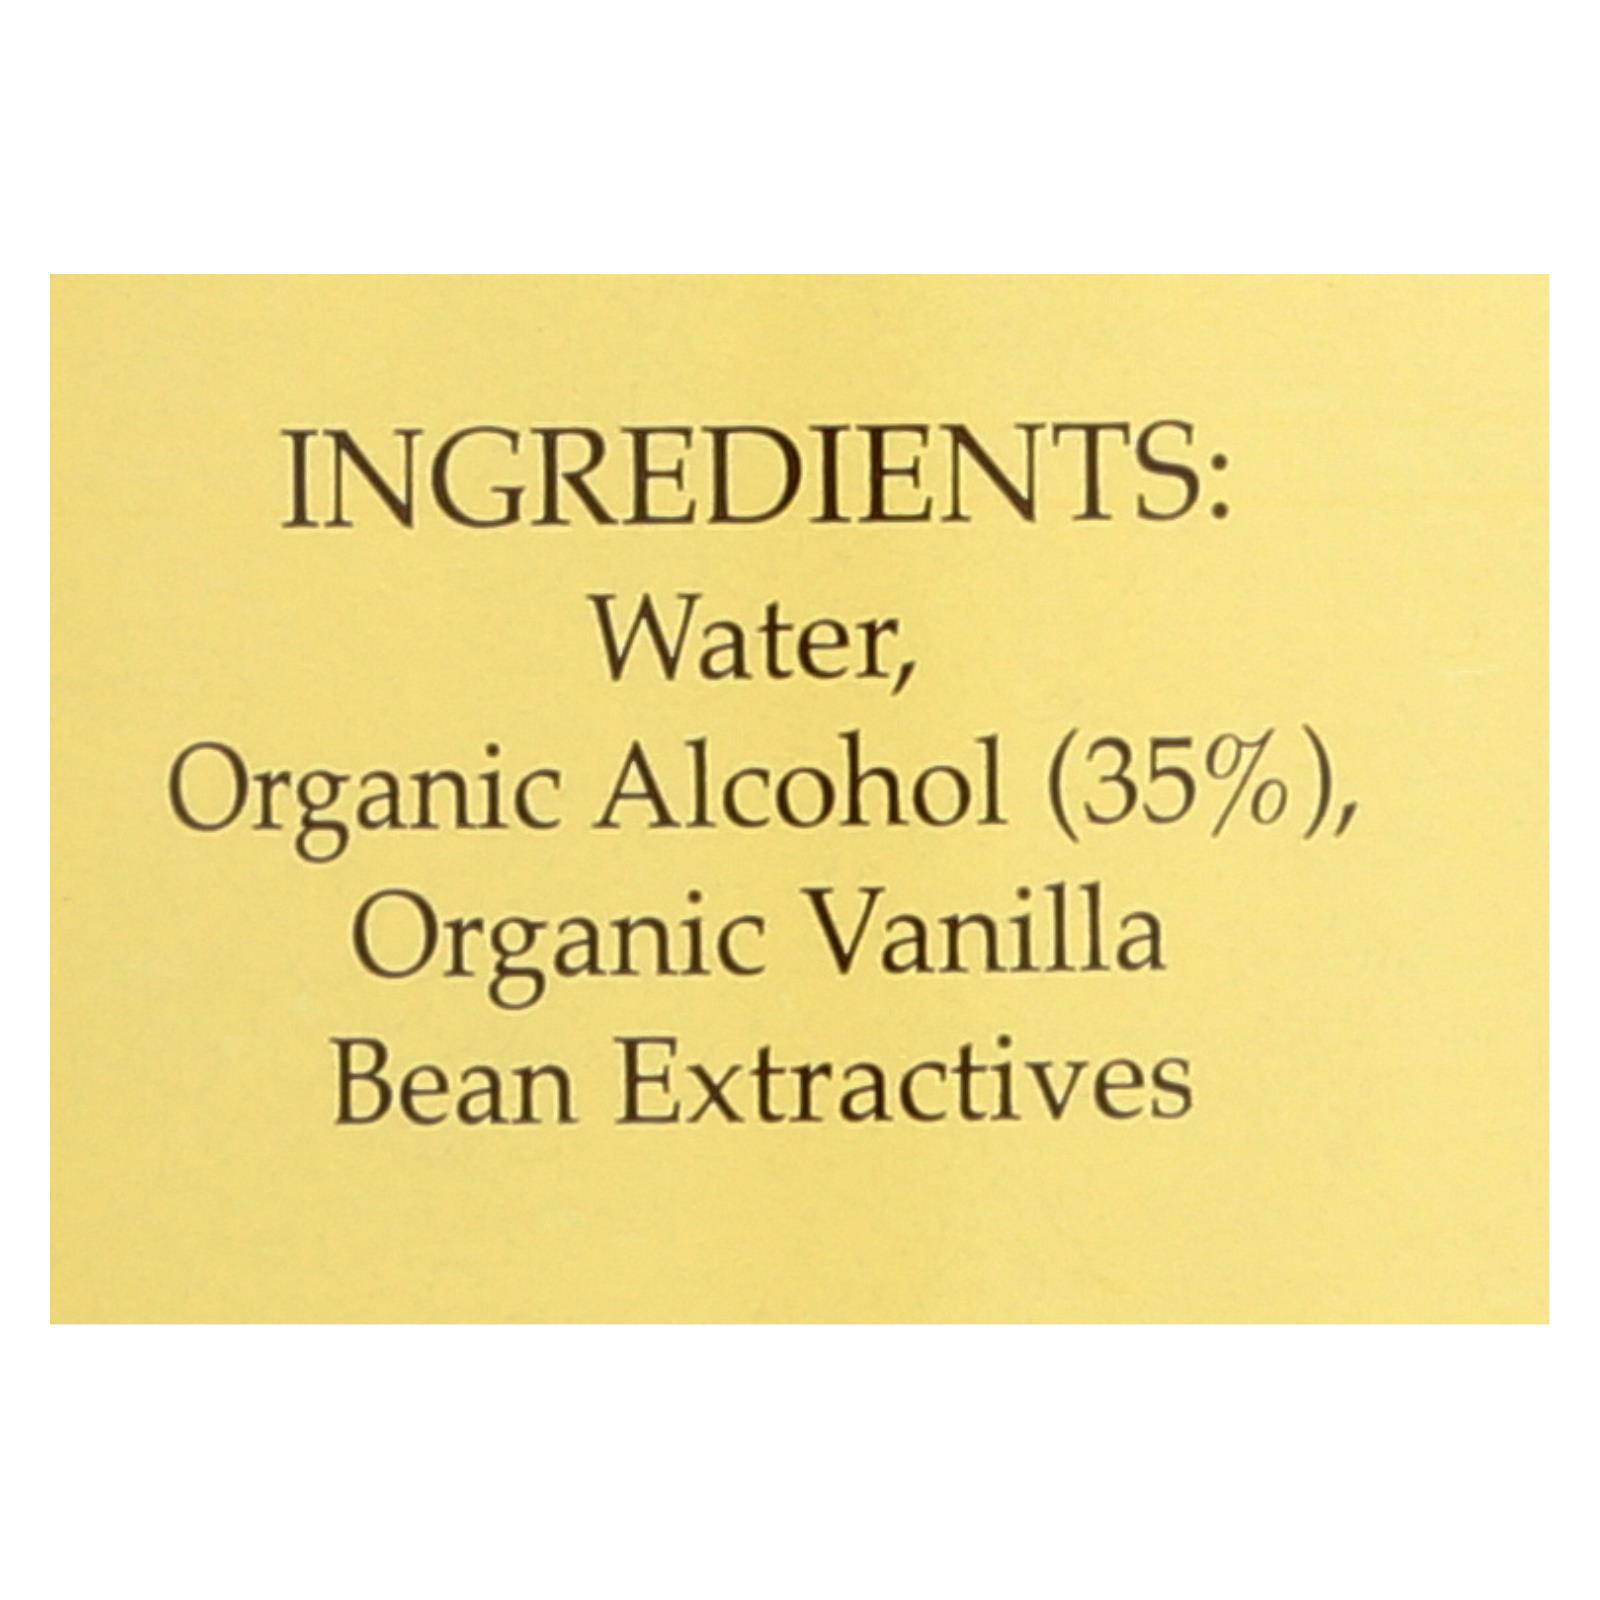 INGREDIENTS:
Water,
Organic Alcohol (35%),
Organic Vanilla
Bean Extractives